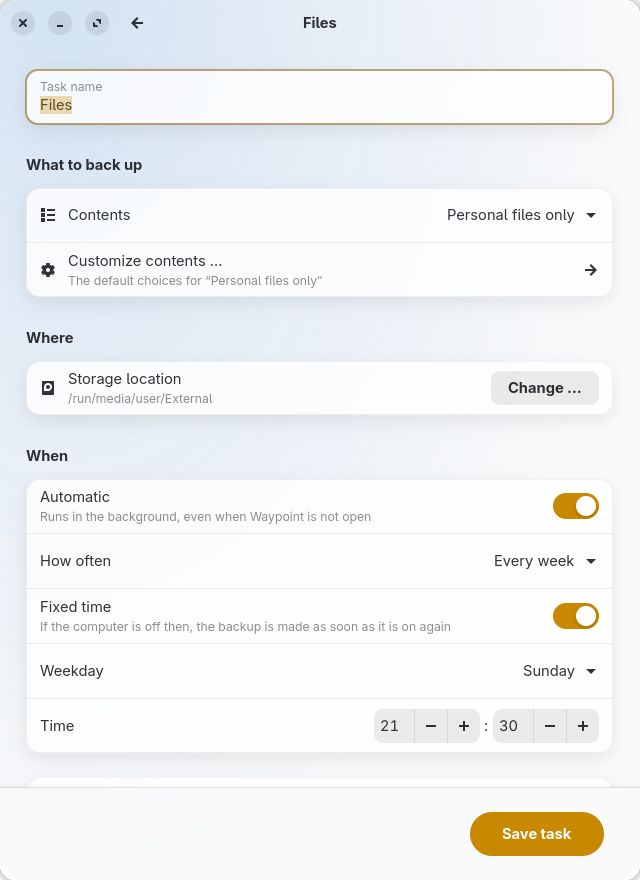 Files
Task name
Files
What to back up
Contents
Personal files only
Customize contents ...
The default choices for “Personal files only”
Where
Storage location
/run/media/user/External
Change ...
When
Automatic
Runs in the background, even when Waypoint is not open
How often
Every week
Fixed time
If the computer is off then, the backup is made as soon as it is on again
Weekday
Sunday
Time
21 − + : 30 − +
Save task